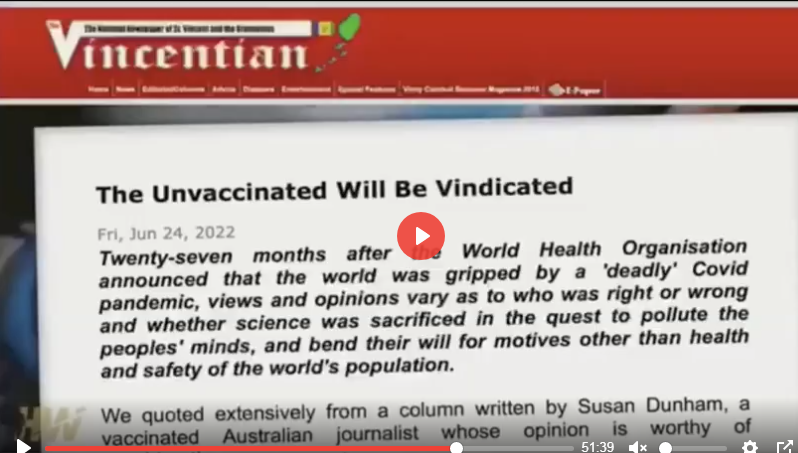 The
The National Newspaper of St. Vincent and the Grenadines
Vincentian
Home News Editorial/Columns Advice Diseases Entertainment Special Features Vincy Carnival Souvenir Magazine 2015 E-Paper
The Unvaccinated Will Be Vindicated
Fri, Jun 24, 2022
Twenty-seven months after the World Health Organisation
announced that the world was gripped by a 'deadly' Covid
pandemic, views and opinions vary as to who was right or wrong
and whether science was sacrificed in the quest to pollute the
peoples' minds, and bend their will for motives other than health
and safety of the world's population.
We quoted extensively from a column written by Susan Dunham, a
vaccinated Australian journalist whose opinion is worthy of
HW
51:39